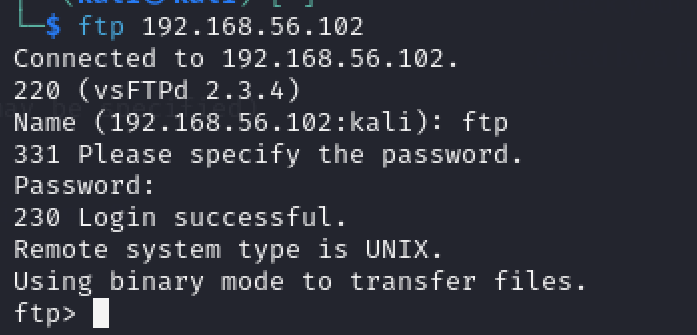 └─$ ftp 192.168.56.102
Connected to 192.168.56.102.
220 (vsFTPd 2.3.4)
Name (192.168.56.102:kali): ftp
331 Please specify the password.
Password:
230 Login successful.
Remote system type is UNIX.
Using binary mode to transfer files.
ftp>